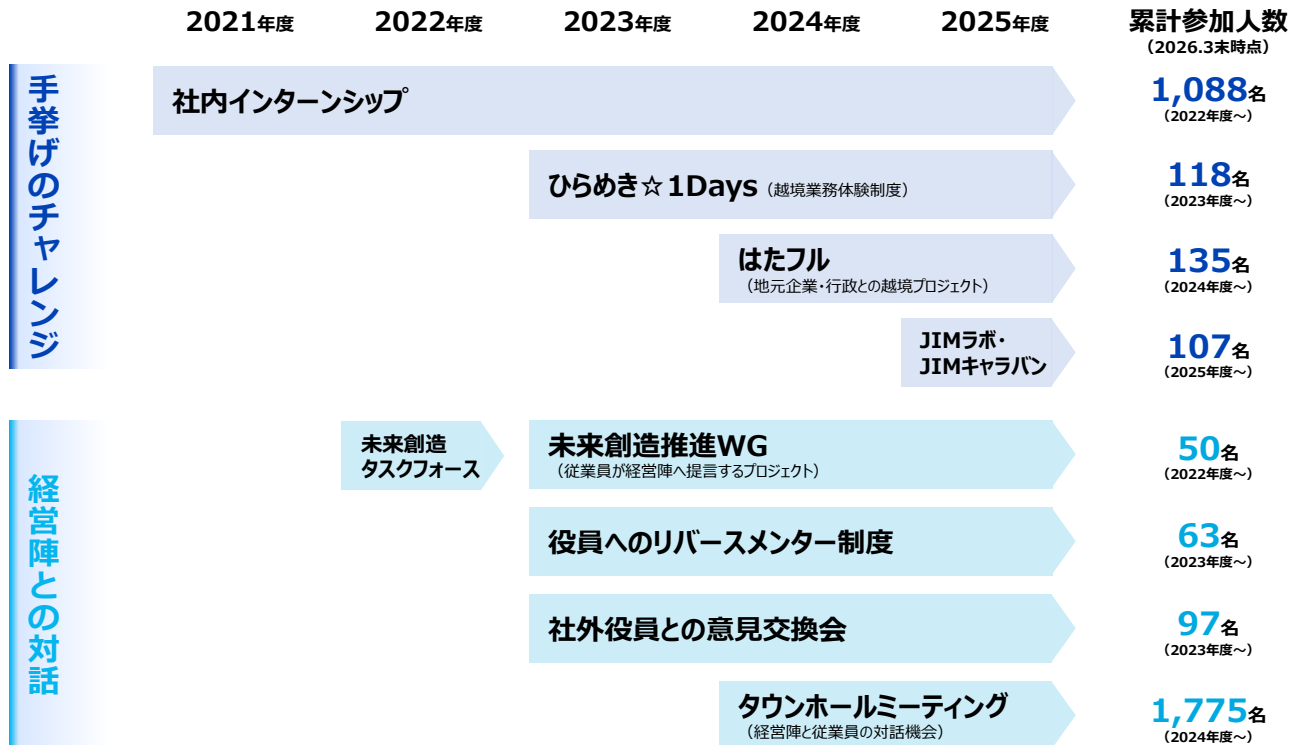 2021年度 2022年度 2023年度 2024年度 2025年度 累計参加人数
（2026.3末時点）
手挙げのチャレンジ
社内インターンシップ
1,088名
（2022年度～）
ひらめき☆1Days（越境業務体験制度）
118名
（2023年度～）
はたフル
（地元企業・行政との越境プロジェクト）
135名
（2024年度～）
JIMラボ・
JIMキャラバン
107名
（2025年度～）
経営陣との対話
未来創造
タスクフォース
未来創造推進WG
（従業員が経営陣へ提言するプロジェクト）
50名
（2022年度～）
役員へのリバースメンター制度
63名
（2023年度～）
社外役員との意見交換会
97名
（2023年度～）
タウンホールミーティング
（経営陣と従業員の対話機会）
1,775名
（2024年度～）